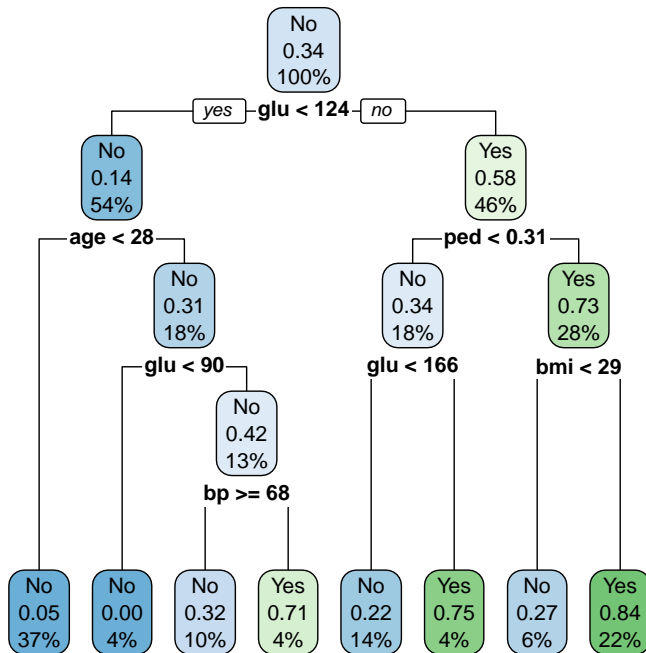 No
0.34
100%
yes glu < 124 no
No
0.14
54%
Yes
0.58
46%
age < 28
ped < 0.31
No
0.31
18%
No
0.34
18%
Yes
0.73
28%
glu < 90
glu < 166
bmi < 29
No
0.42
13%
bp >= 68
No
0.05
37%
No
0.00
4%
No
0.32
10%
Yes
0.71
4%
No
0.22
14%
Yes
0.75
4%
No
0.27
6%
Yes
0.84
22%